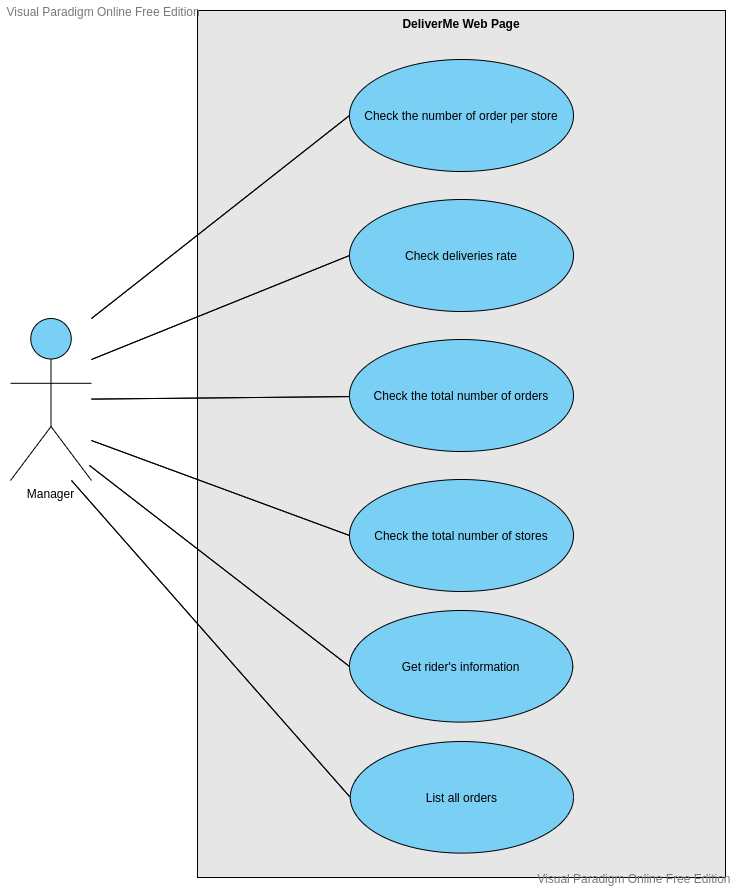 Visual Paradigm Online Free Edition
DeliverMe Web Page
Check the number of order per store
Check deliveries rate
Check the total number of orders
Manager
Check the total number of stores
Get rider's information
List all orders
Visual Paradigm Online Free Edition